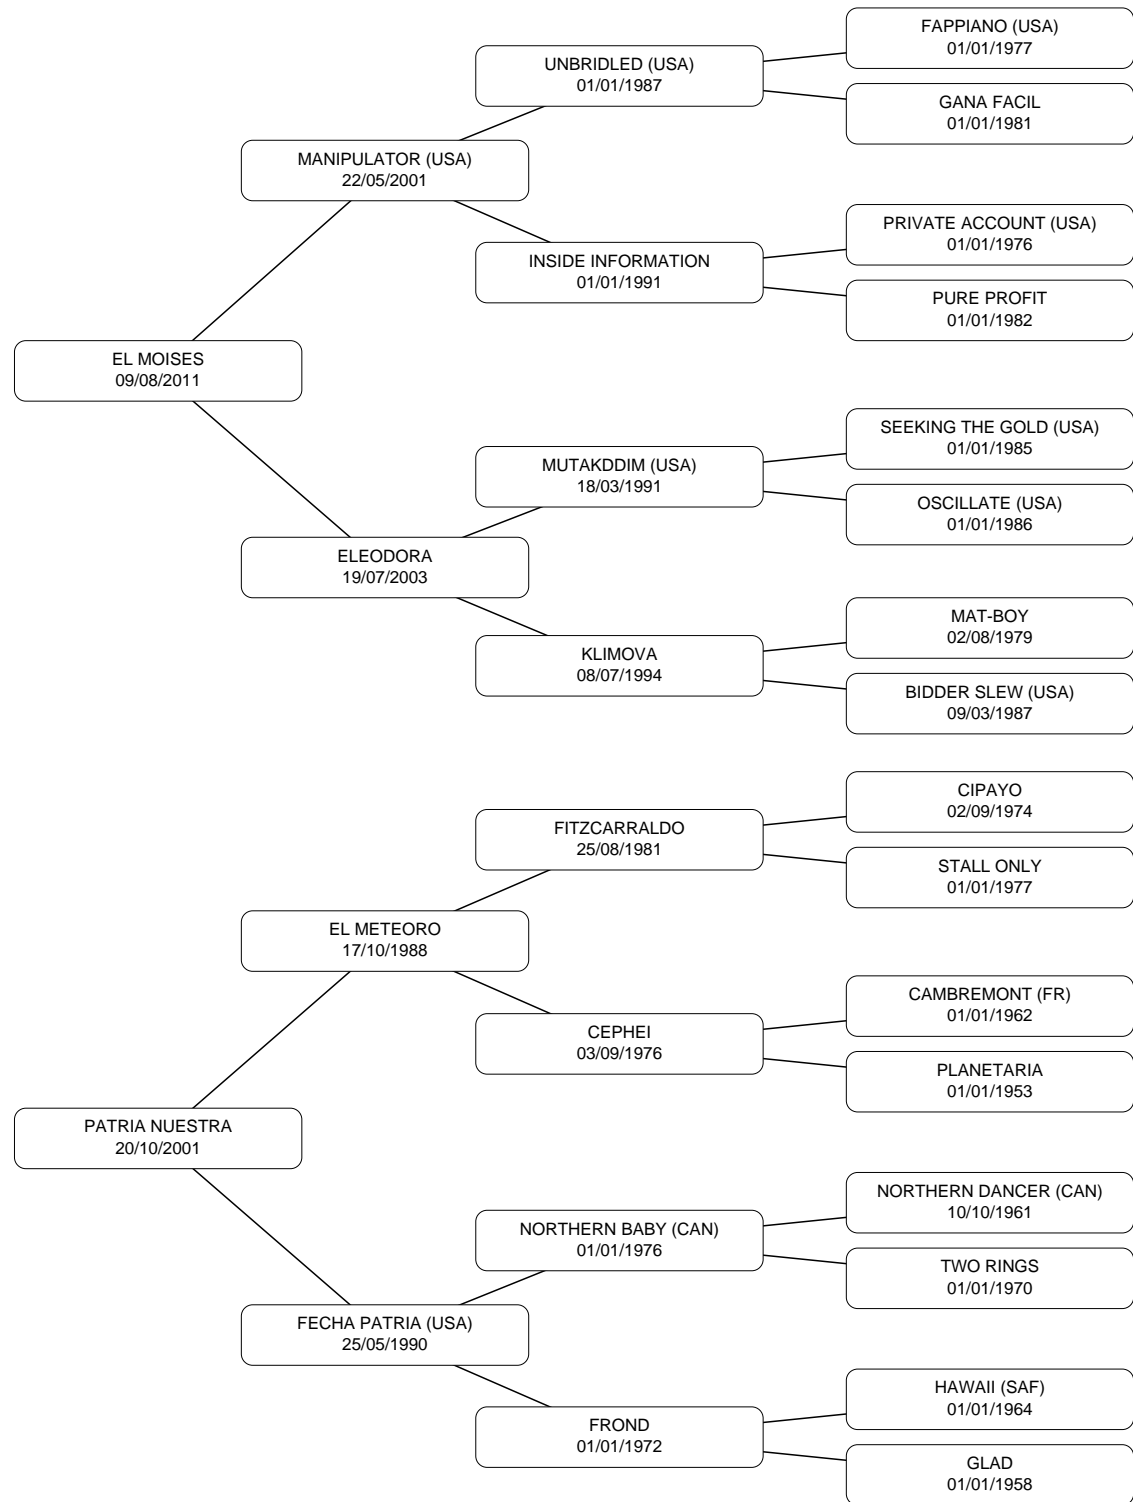 FAPPIANO (USA)
01/01/1977
UNBRIDLED (USA)
01/01/1987
GANA FACIL
01/01/1981
MANIPULATOR (USA)
22/05/2001
PRIVATE ACCOUNT (USA)
01/01/1976
INSIDE INFORMATION
01/01/1991
PURE PROFIT
01/01/1982
EL MOISES
09/08/2011
SEEKING THE GOLD (USA)
01/01/1985
MUTAKDDIM (USA)
18/03/1991
OSCILLATE (USA)
01/01/1986
ELEODORA
19/07/2003
MAT-BOY
02/08/1979
KLIMOVA
08/07/1994
BIDDER SLEW (USA)
09/03/1987
CIPAYO
02/09/1974
FITZCARRALDO
25/08/1981
STALL ONLY
01/01/1977
EL METEORO
17/10/1988
CAMBREMONT (FR)
01/01/1962
CEPHEI
03/09/1976
PLANETARIA
01/01/1953
PATRIA NUESTRA
20/10/2001
NORTHERN DANCER (CAN)
10/10/1961
NORTHERN BABY (CAN)
01/01/1976
TWO RINGS
01/01/1970
FECHA PATRIA (USA)
25/05/1990
HAWAII (SAF)
01/01/1964
FROND
01/01/1972
GLAD
01/01/1958